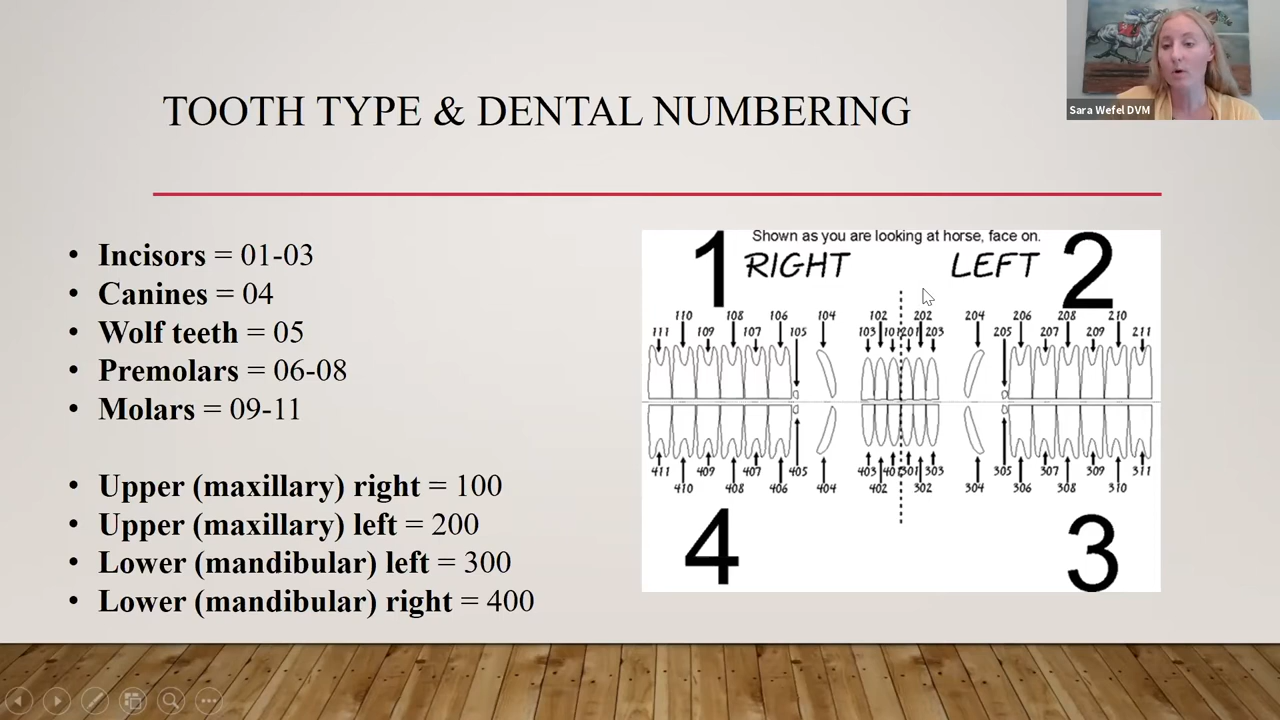 Sara Wefel DVM
TOOTH TYPE & DENTAL NUMBERING
• Incisors = 01-03
• Canines = 04
• Wolf teeth = 05
• Premolars = 06-08
• Molars = 09-11
• Upper (maxillary) right = 100
• Upper (maxillary) left = 200
• Lower (mandibular) left = 300
• Lower (mandibular) right = 400
Shown as you are looking at horse, face on.
1 RIGHT LEFT 2
110 108 106 104 102 202 204 206 208 210
111 109 107 105 103 101 201 203 205 207 209 211
411 409 407 405 403 401 301 303 305 307 309 311
410 408 406 404 402 302 304 306 308 310
4 3